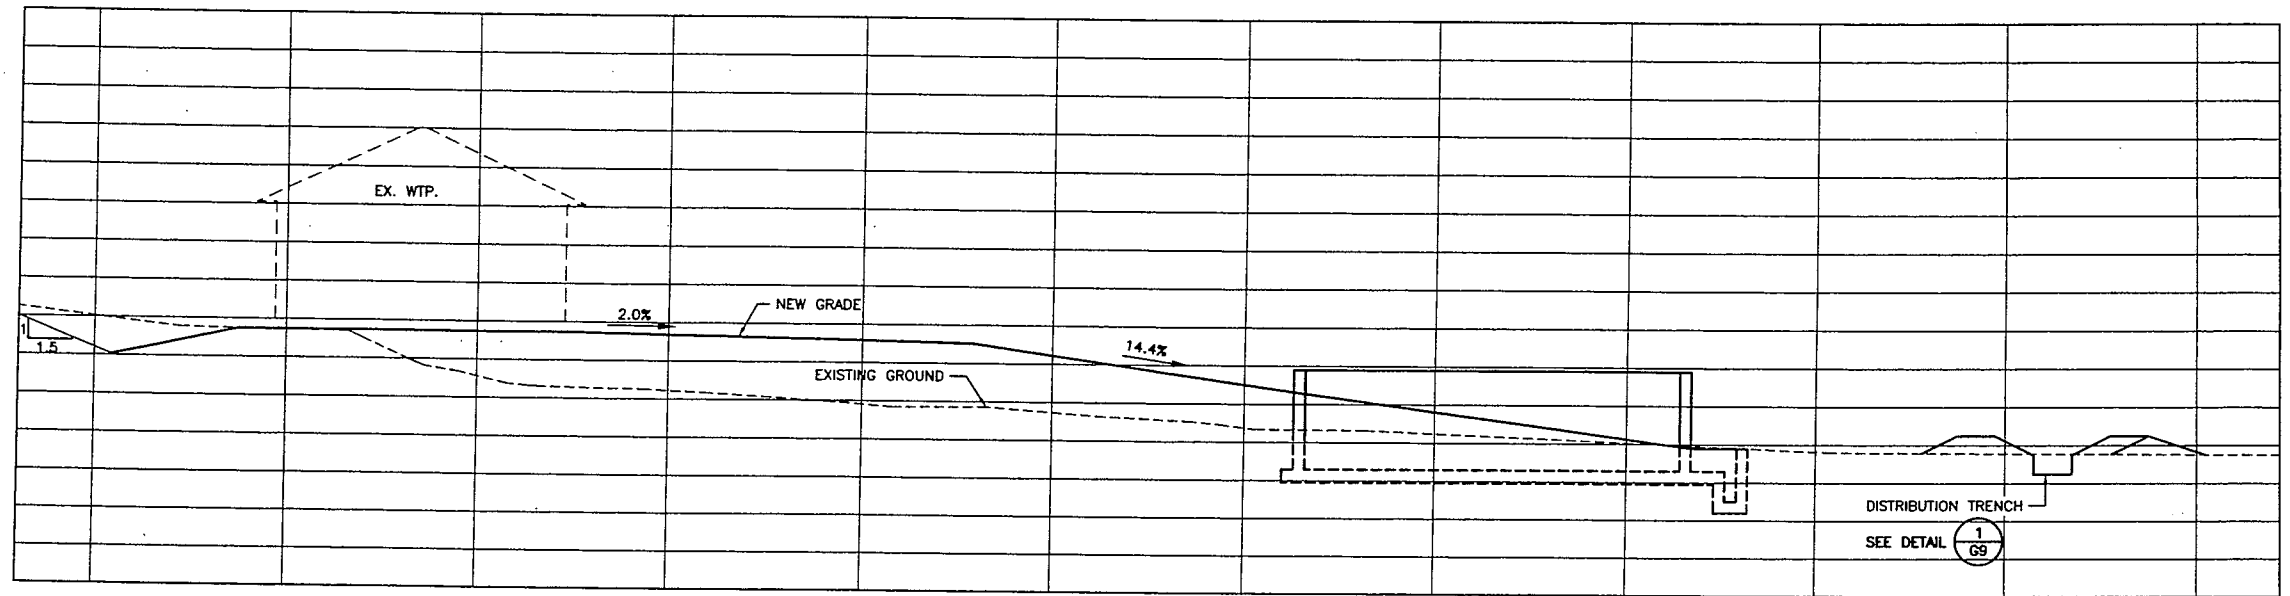 EX. WTP.
NEW GRADE
2.0%
1
1.5
14.4%
EXISTING GROUND
DISTRIBUTION TRENCH
SEE DETAIL 1
G9